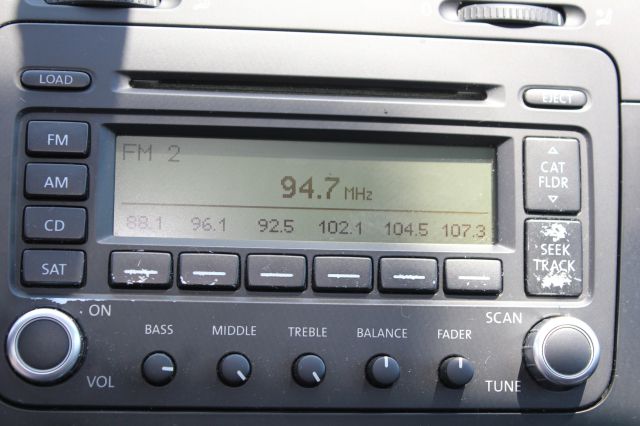 LOAD
EJECT
FM
AM
CD
SAT
FM 2
94.7 MHz
88.1 96.1 92.5 102.1 104.5 107.3
CAT
FLDR
SEEK
TRACK
ON
VOL
BASS
MIDDLE
TREBLE
BALANCE
FADER
SCAN
TUNE